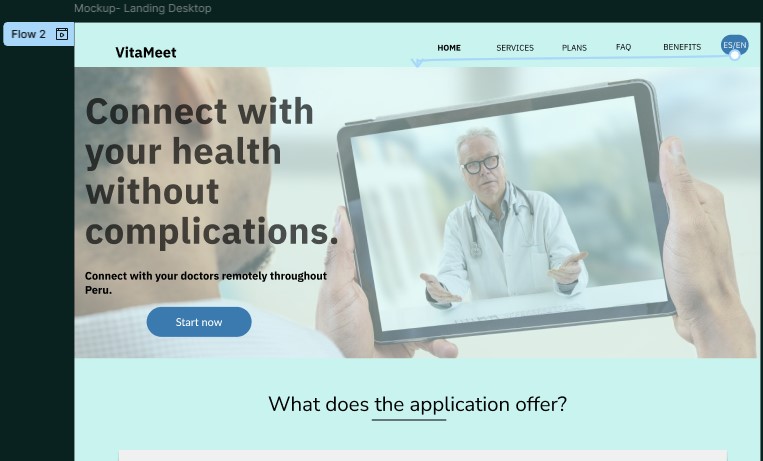 Mockup- Landing Desktop
Flow 2
VitaMeet
HOME SERVICES PLANS FAQ BENEFITS ES/EN
Connect with
your health
without
complications.
Connect with your doctors remotely throughout
Peru.
Start now
What does the application offer?